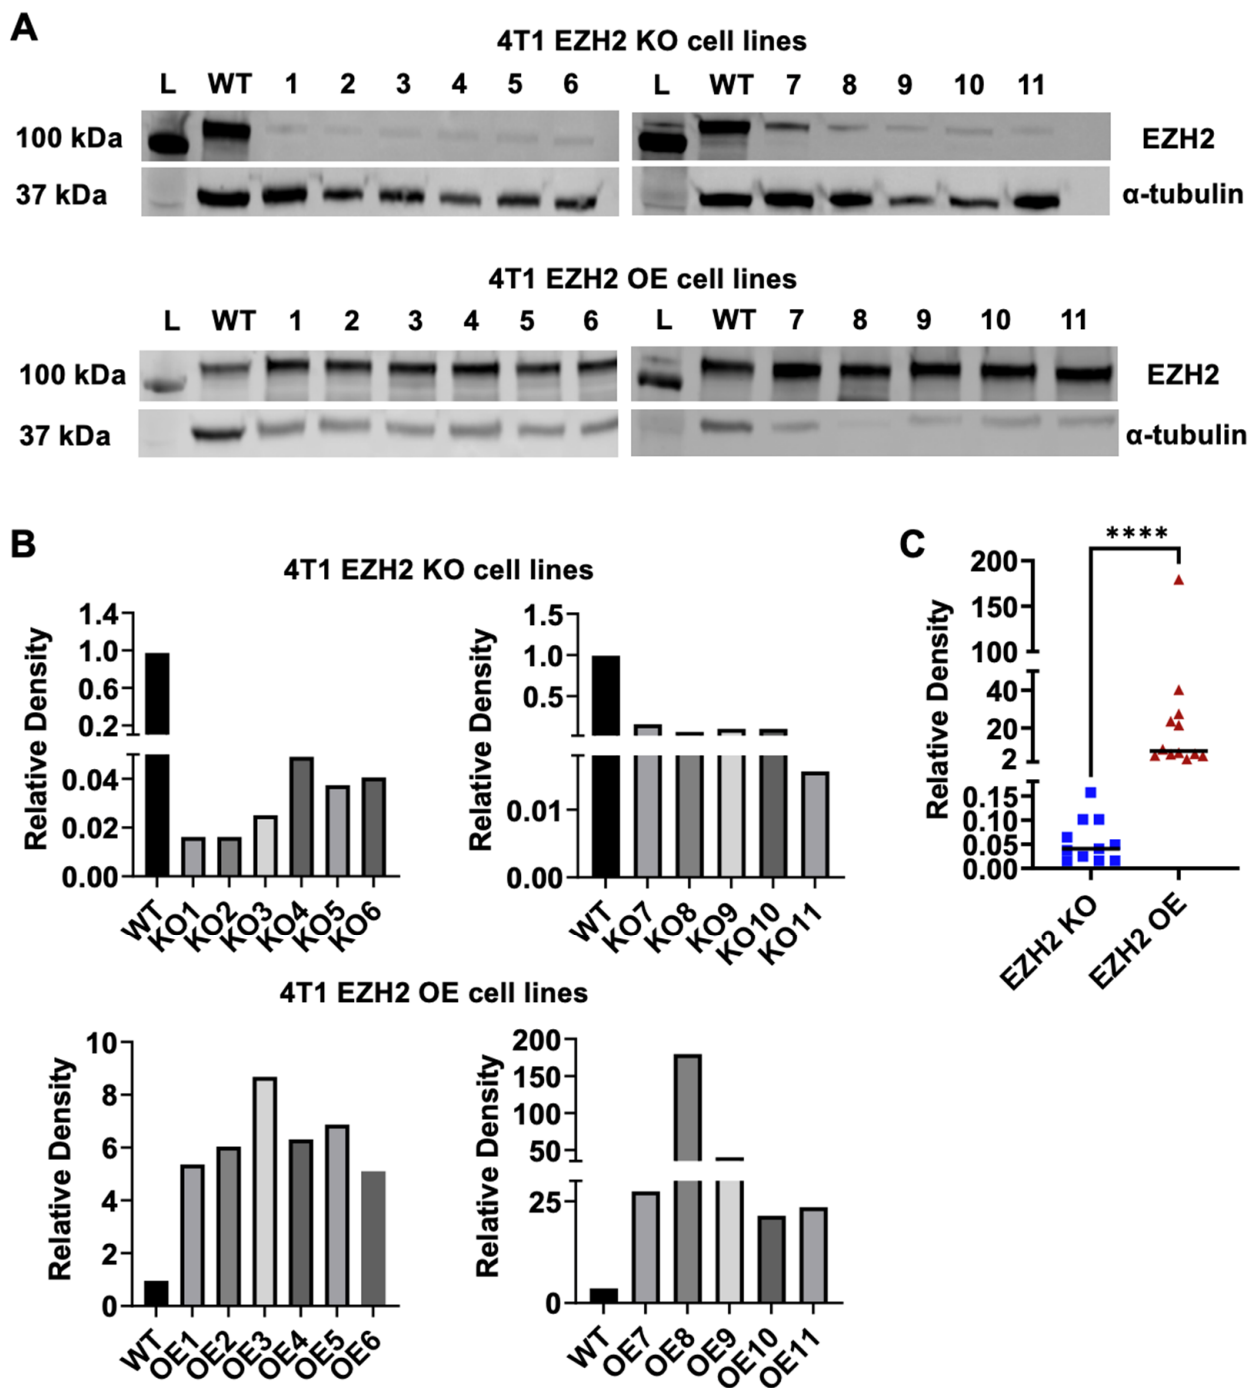 A
4T1 EZH2 KO cell lines
L WT 1 2 3 4 5 6 L WT 7 8 9 10 11
100 kDa EZH2
37 kDa α-tubulin
4T1 EZH2 OE cell lines
L WT 1 2 3 4 5 6 L WT 7 8 9 10 11
100 kDa EZH2
37 kDa α-tubulin
B
4T1 EZH2 KO cell lines
Relative Density
1.4
1.0
0.6
0.2
0.04
0.02
0.00
WT KO1 KO2 KO3 KO4 KO5 KO6
Relative Density
1.5
1.0
0.5
0.01
0.00
WT KO7 KO8 KO9 KO10 KO11
4T1 EZH2 OE cell lines
Relative Density
10
8
6
4
2
0
WT OE1 OE2 OE3 OE4 OE5 OE6
Relative Density
200
150
100
50
25
0
WT OE7 OE8 OE9 OE10 OE11
C
****
Relative Density
200
150
100
40
20
2
0.15
0.10
0.05
0.00
EZH2 KO EZH2 OE